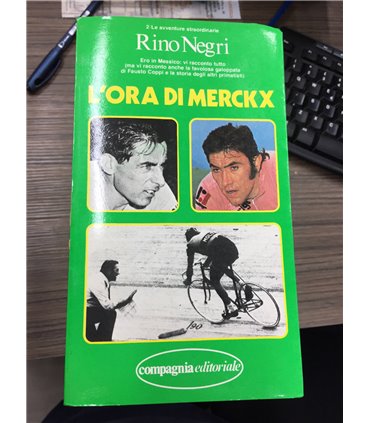 2-Le avventure straordinarie
Rino Negri
Ero in Messico: vi racconto tutto
(ma vi racconto anche la favolosa galoppata
di Fausto Coppi e la storia degli altri primatisti)
L'ORA DI MERCKX
compagnia editoriale